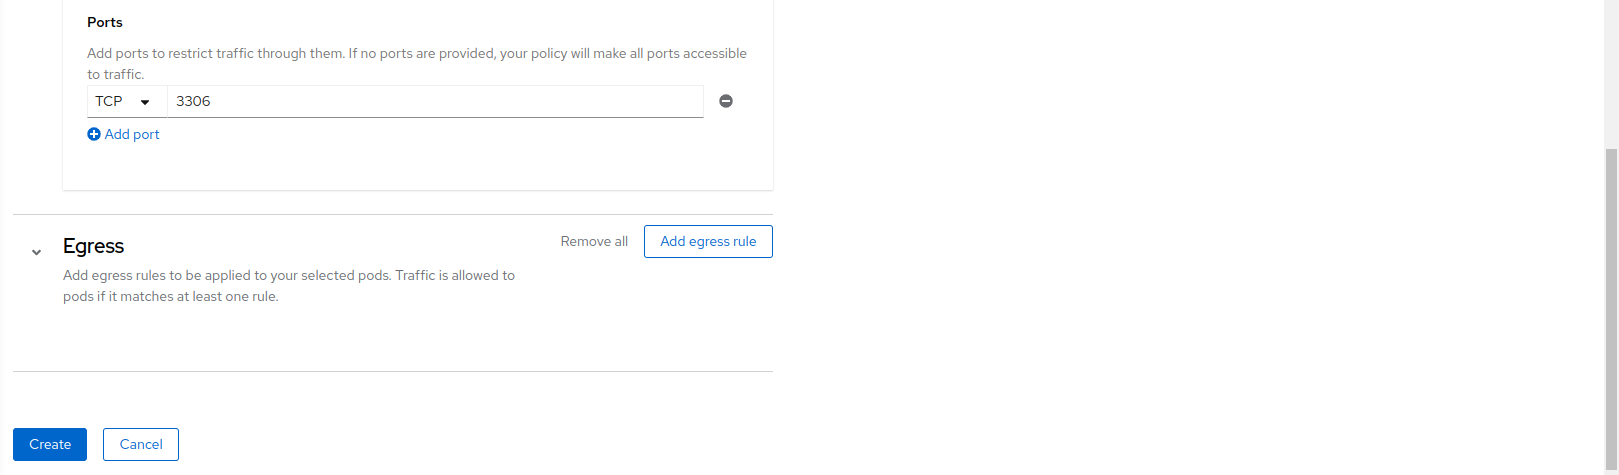 Ports
Add ports to restrict traffic through them. If no ports are provided, your policy will make all ports accessible
to traffic.
TCP 3306
Add port
Egress Remove all Add egress rule
Add egress rules to be applied to your selected pods. Traffic is allowed to
pods if it matches at least one rule.
Create Cancel